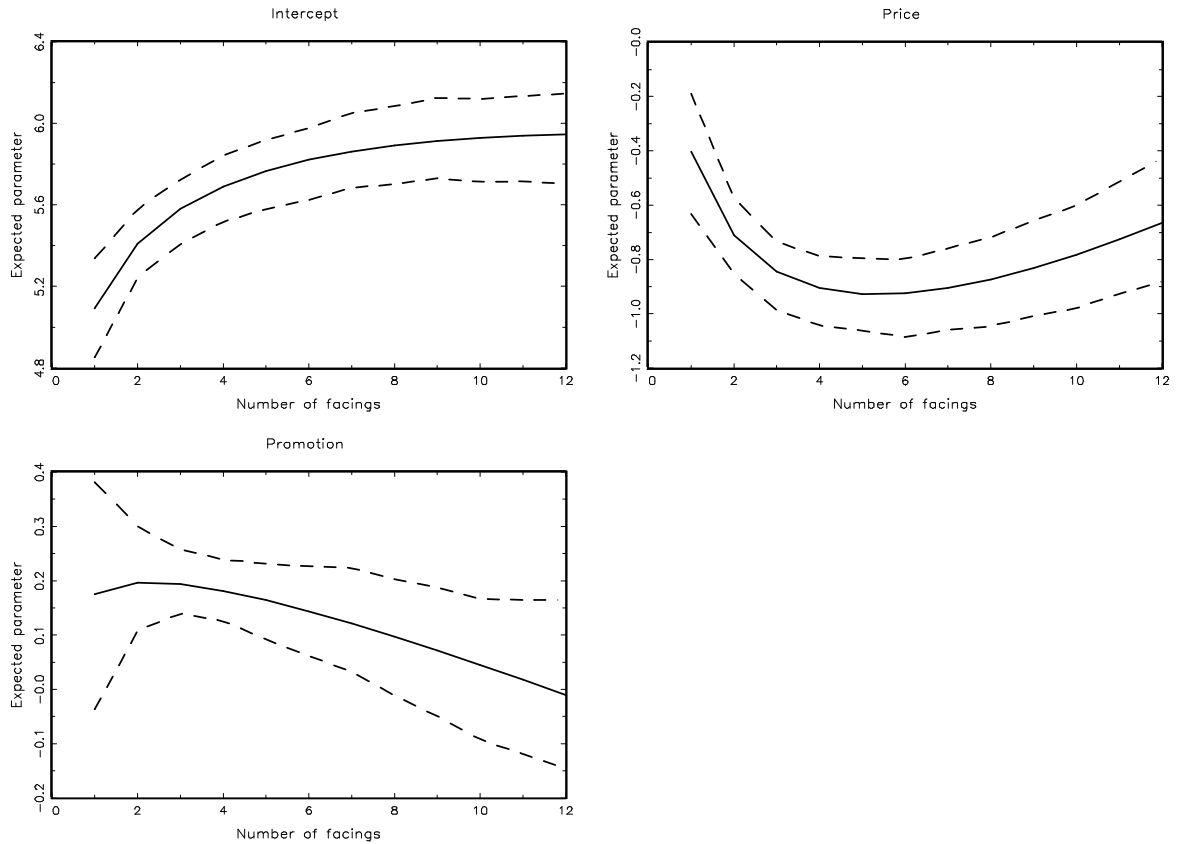 Intercept
Expected parameter
6.4
6.0
5.6
5.2
4.8
0 2 4 6 8 10 12
Number of facings
Price
Expected parameter
-0.0
-0.2
-0.4
-0.6
-0.8
-1.0
-1.2
0 2 4 6 8 10 12
Number of facings
Promotion
Expected parameter
0.4
0.3
0.2
0.1
-0.0
-0.1
-0.2
0 2 4 6 8 10 12
Number of facings